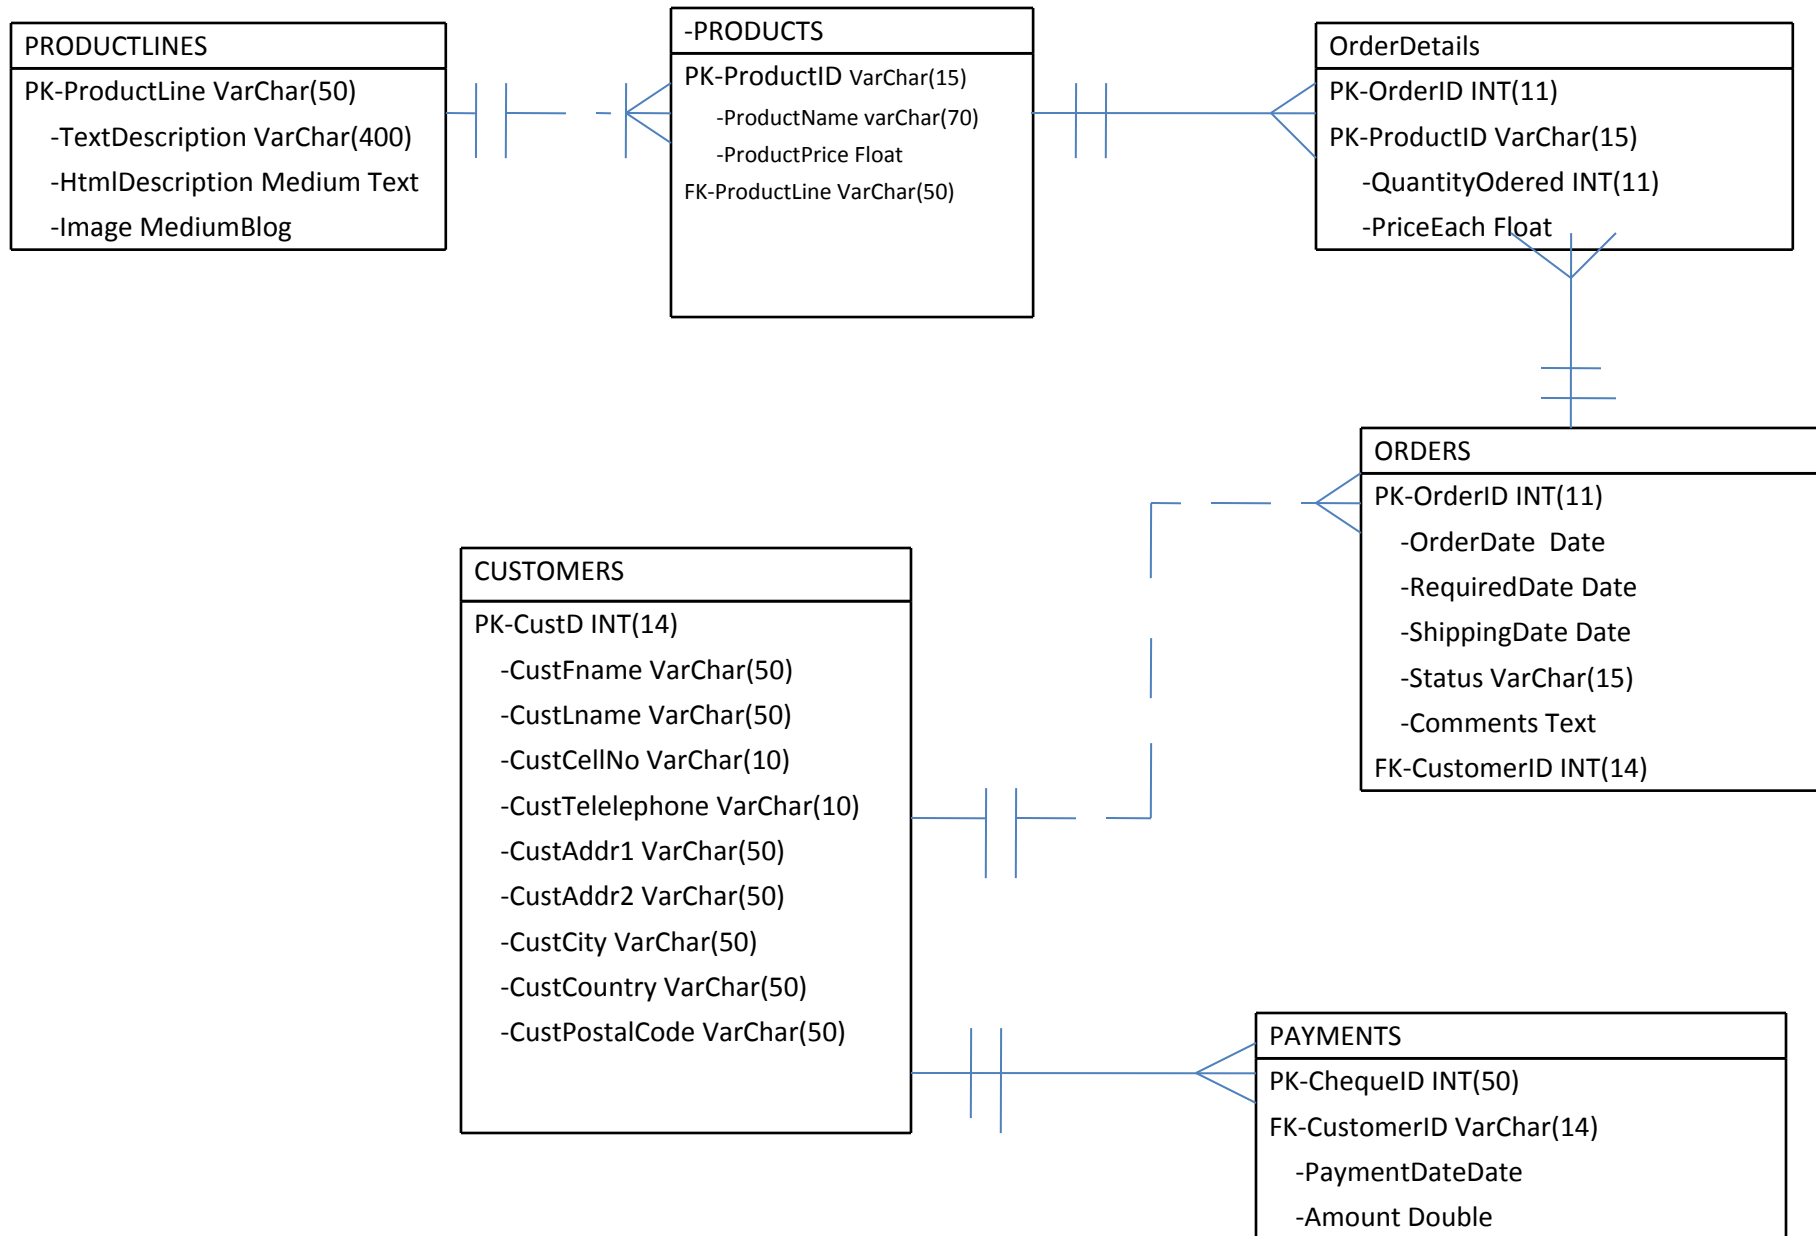 PRODUCTLINES
PK-ProductLine VarChar(50)
-TextDescription VarChar(400)
-HtmlDescription Medium Text
-Image MediumBlog
-PRODUCTS
PK-ProductID VarChar(15)
-ProductName varChar(70)
-ProductPrice Float
FK-ProductLine VarChar(50)
OrderDetails
PK-OrderID INT(11)
PK-ProductID VarChar(15)
-QuantityOdered INT(11)
-PriceEach Float
ORDERS
PK-OrderID INT(11)
-OrderDate  Date
-RequiredDate Date
-ShippingDate Date
-Status VarChar(15)
-Comments Text
FK-CustomerID INT(14)
CUSTOMERS
PK-CustD INT(14)
-CustFname VarChar(50)
-CustLname VarChar(50)
-CustCellNo VarChar(10)
-CustTelelephone VarChar(10)
-CustAddr1 VarChar(50)
-CustAddr2 VarChar(50)
-CustCity VarChar(50)
-CustCountry VarChar(50)
-CustPostalCode VarChar(50)
PAYMENTS
PK-ChequeID INT(50)
FK-CustomerID VarChar(14)
-PaymentDateDate
-Amount Double